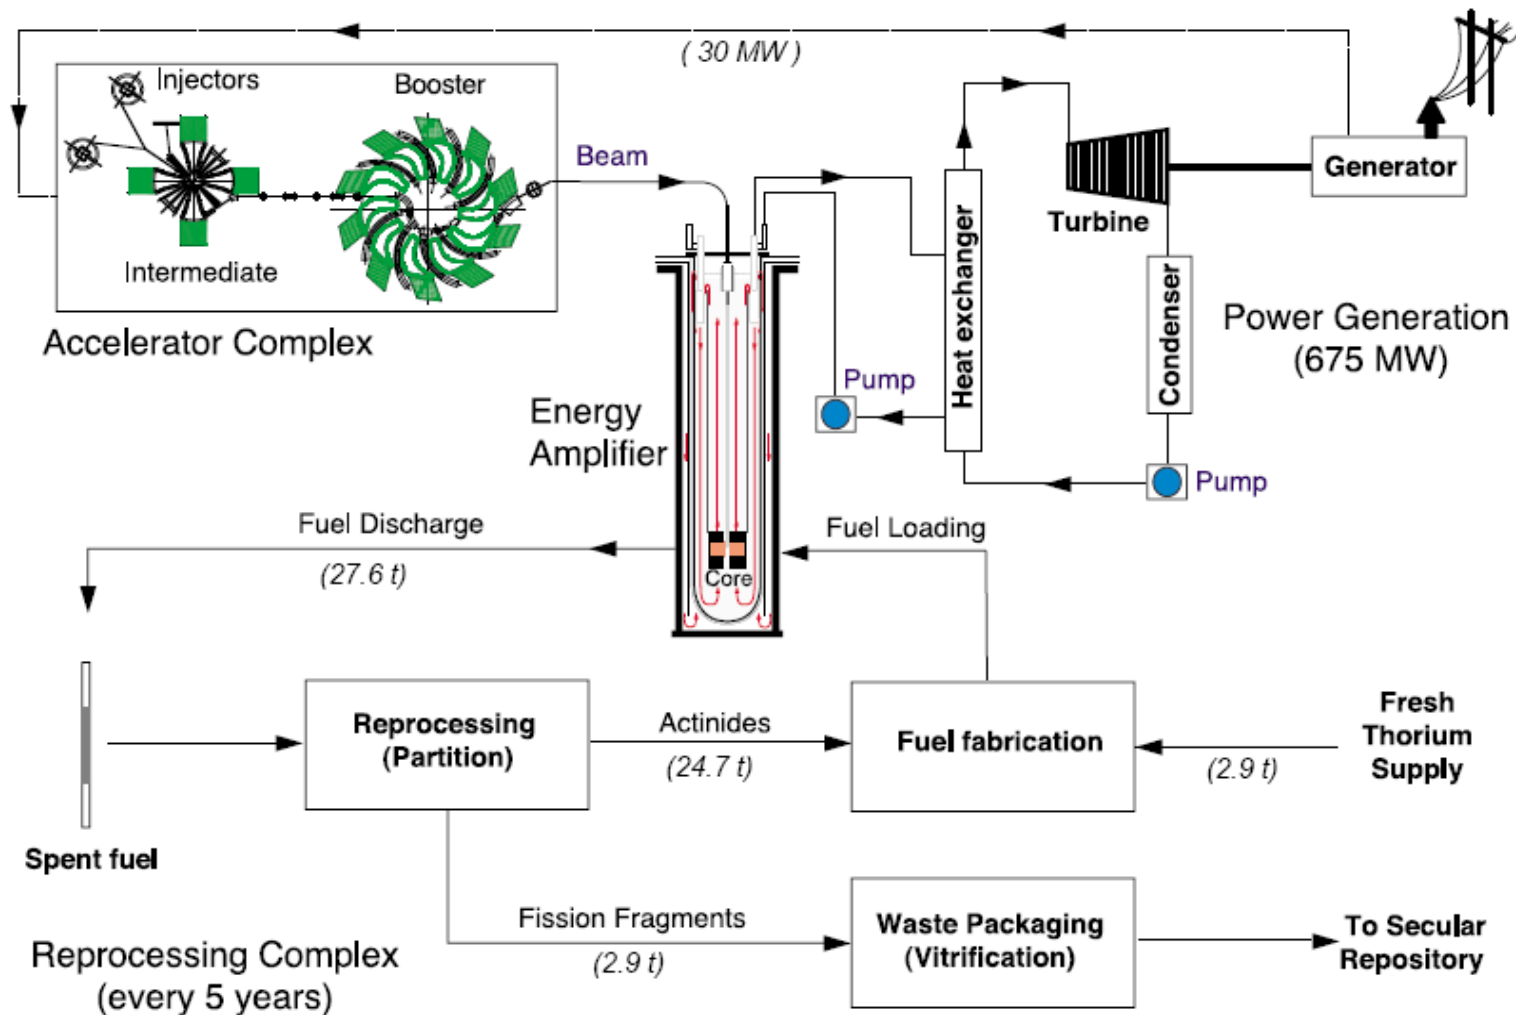 ( 30 MW )
Injectors
Booster
Beam
Intermediate
Accelerator Complex
Generator
Turbine
Heat exchanger
Condenser
Power Generation
(675 MW)
Pump
Pump
Energy
Amplifier
Core
Fuel Discharge
(27.6 t)
Fuel Loading
Spent fuel
Reprocessing
(Partition)
Actinides
(24.7 t)
Fuel fabrication
(2.9 t)
Fresh
Thorium
Supply
Fission Fragments
(2.9 t)
Waste Packaging
(Vitrification)
To Secular
Repository
Reprocessing Complex
(every 5 years)